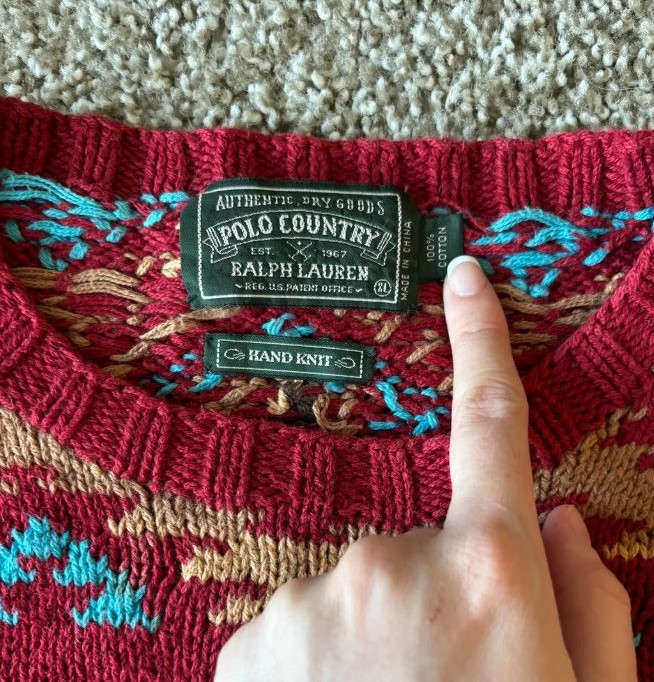 AUTHENTIC DRY GOODS
POLO COUNTRY
EST. 1967
RALPH LAUREN
REG. U.S. PATENT OFFICE
MADE IN CHINA
100%
COTTON
HAND KNIT